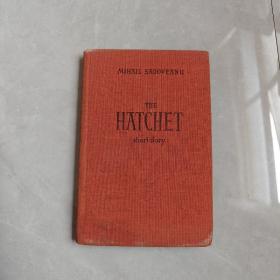 MIHAIL SADOVEANU
THE
HATCHET
short story